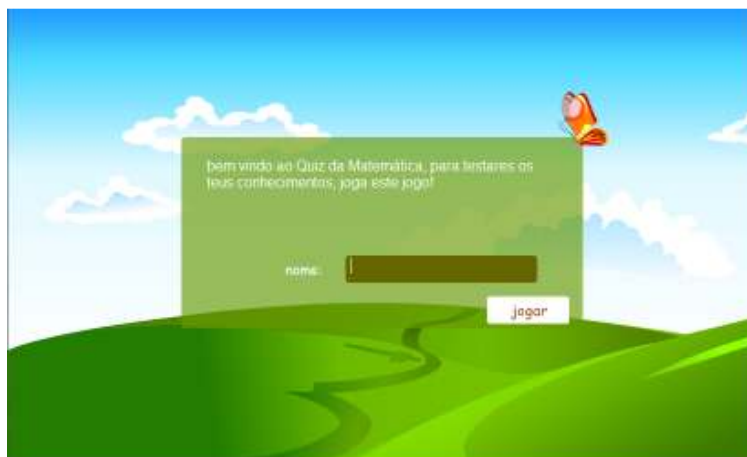 bem vindo ao Quiz da Matemática, para testares os
teus conhecimentos, joga este jogo!
nome:
jogar